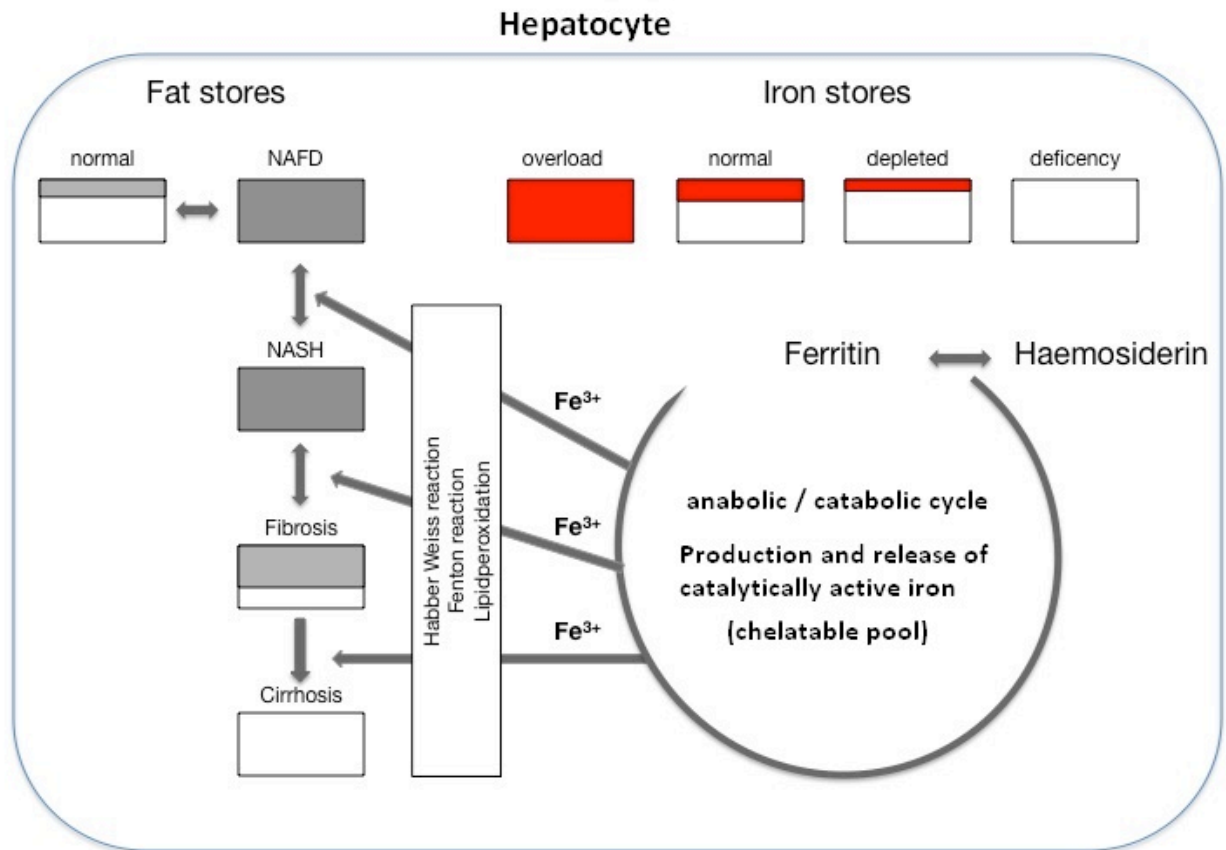 Hepatocyte
Fat stores
Iron stores
normal
NAFD
overload
normal
depleted
deficency
NASH
Fibrosis
Cirrhosis
Habber Weiss reaction
Fenton reaction
Lipidperoxidation
Fe³⁺
Fe³⁺
Fe³⁺
Ferritin
Haemosiderin
anabolic / catabolic cycle
Production and release of
catalytically active iron
(chelatable pool)